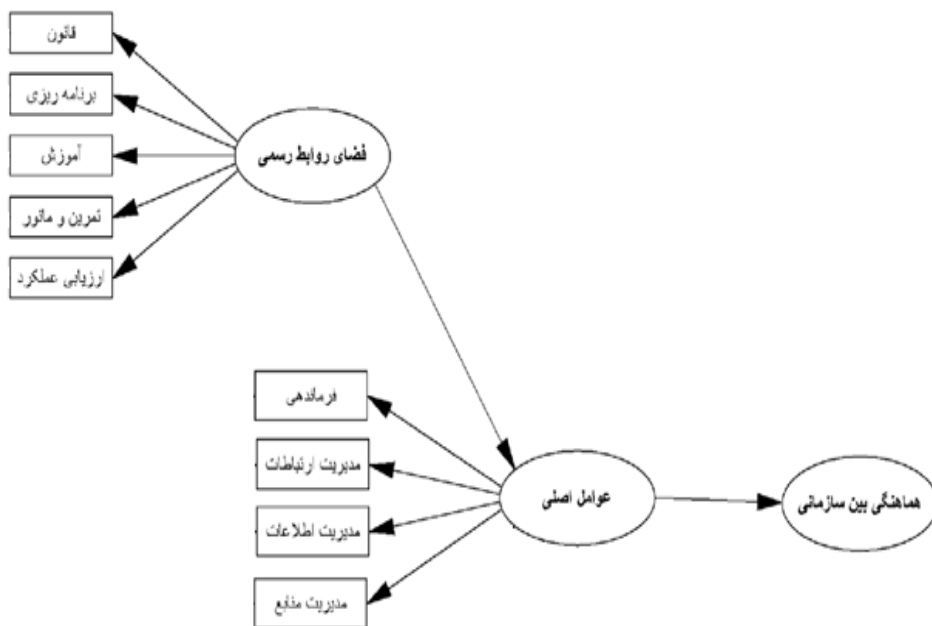 قانون
برنامه ریزی
آموزش
تمرین و مانور
ارزیابی عملکرد
فضای روابط رسمی
فرماندهی
مدیریت ارتباطات
مدیریت اطلاعات
مدیریت منابع
عوامل اصلی
هماهنگی بین سازمانی